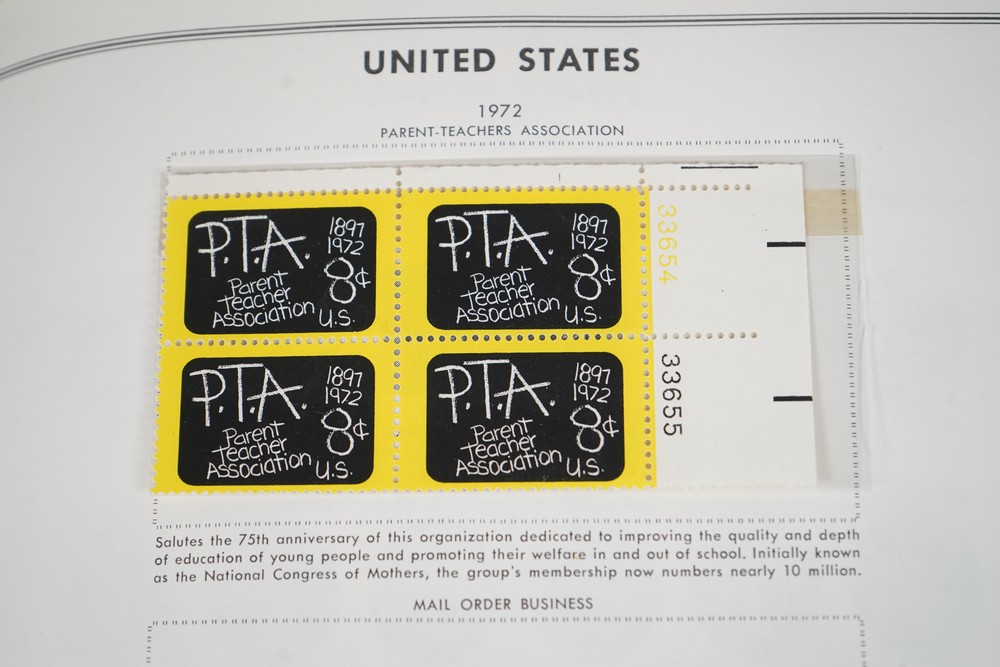 UNITED STATES
1972
PARENT-TEACHERS ASSOCIATION
P.T.A. 1897
1972
8¢
Parent
teacher
Association U.S.
P.T.A. 1897
1972
8¢
Parent
teacher
Association U.S.
33654
P.T.A. 1897
1972
8¢
Parent
teacher
Association U.S.
P.T.A. 1897
1972
8¢
Parent
teacher
Association U.S.
33655
Salutes the 75th anniversary of this organization dedicated to improving the quality and depth
of education of young people and promoting their welfare in and out of school. Initially known
as the National Congress of Mothers, the group's membership now numbers nearly 10 million.
MAIL ORDER BUSINESS